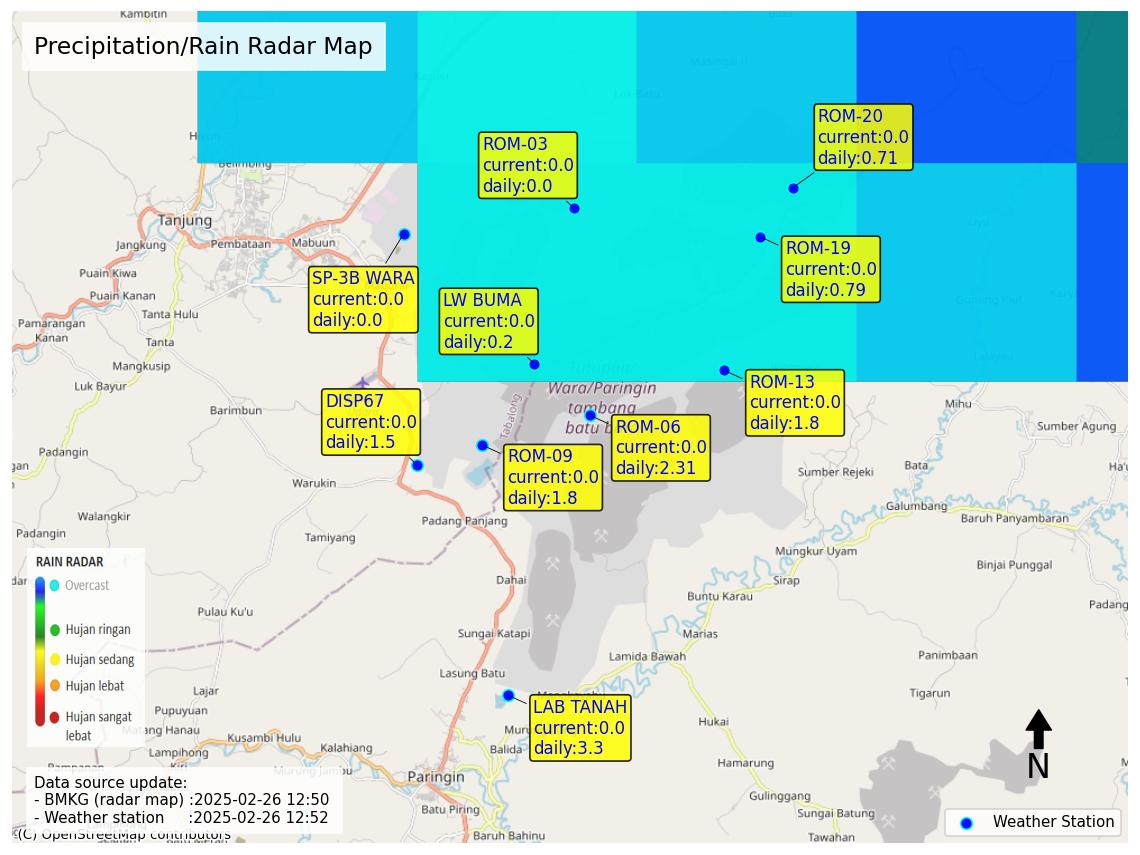 Kambitin
Precipitation/Rain Radar Map
Belimbing
Tanjung
Jangkung
Pembataan
Mabuun
Puain Kiwa
Puain Kanan
Tanta Hulu
Pamarangan
Kanan
Tanta
Mangkusip
Luk Bayur
Barimbun
ROM-03
current:0.0
daily:0.0
ROM-20
current:0.0
daily:0.71
ROM-19
current:0.0
daily:0.79
SP-3B WARA
current:0.0
daily:0.0
LW BUMA
current:0.0
daily:0.2
ROM-13
current:0.0
daily:1.8
Wara/Paringin
tambang
DISP67
current:0.0
daily:1.5
ROM-06
current:0.0
daily:2.31
ROM-09
current:0.0
daily:1.8
Tabalong
Mihu
Sumber Agung
Bata
Sumber Rejeki
Galumbang
Baruh Panyambaran
Warukin
Padang Panjang
Walangkir
Padangin
Tamiyang
Mungkur Uyam
Binjai Punggal
Sirap
Dahai
Buntu Karau
Pulau Ku'u
Marias
Sungai Katapi
Lamida Bawah
Panimbaan
Lasung Batu
Tigarun
Lajar
Pupuyuan
Matang Hanau
Kusambi Hulu
Lampihong
Kalahiang
Murung Jambu
Hukai
Balida
Hamarung
Paringin
Gulinggang
Batu Piring
Sungai Batung
Baruh Bahinu
Tawahan
RAIN RADAR
Overcast
Hujan ringan
Hujan sedang
Hujan lebat
Hujan sangat
lebat
LAB TANAH
current:0.0
daily:3.3
N
Data source update:
- BMKG (radar map) :2025-02-26 12:50
- Weather station :2025-02-26 12:52
(C) OpenStreetMap contributors
Weather Station